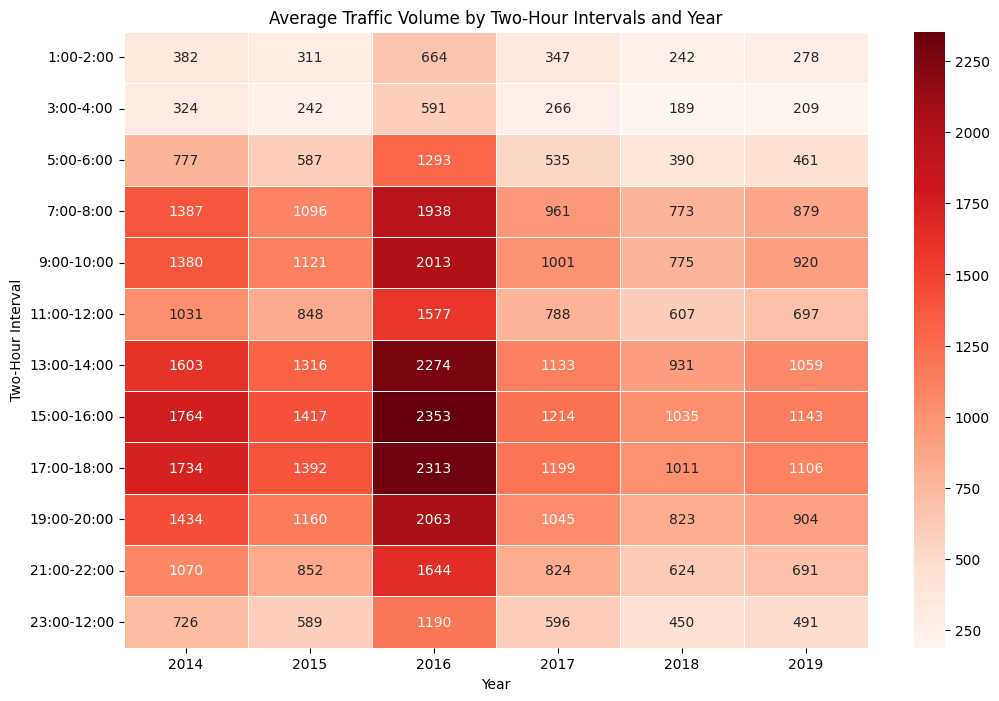 Average Traffic Volume by Two-Hour Intervals and Year
Two-Hour Interval
1:00-2:00 382 311 664 347 242 278
3:00-4:00 324 242 591 266 189 209
5:00-6:00 777 587 1293 535 390 461
7:00-8:00 1387 1096 1938 961 773 879
9:00-10:00 1380 1121 2013 1001 775 920
11:00-12:00 1031 848 1577 788 607 697
13:00-14:00 1603 1316 2274 1133 931 1059
15:00-16:00 1764 1417 2353 1214 1035 1143
17:00-18:00 1734 1392 2313 1199 1011 1106
19:00-20:00 1434 1160 2063 1045 823 904
21:00-22:00 1070 852 1644 824 624 691
23:00-12:00 726 589 1190 596 450 491
2014 2015 2016 2017 2018 2019
Year
2250
2000
1750
1500
1250
1000
750
500
250